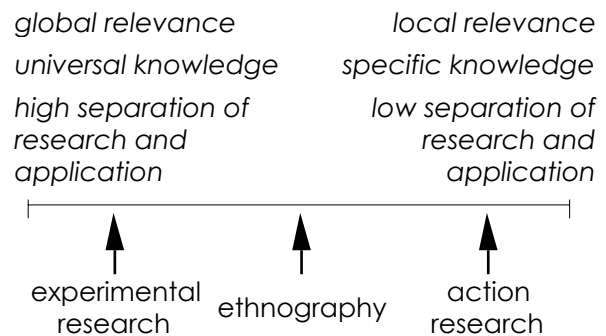 global relevance
universal knowledge
high separation of
research and
application
local relevance
specific knowledge
low separation of
research and
application
experimental
research
ethnography
action
research